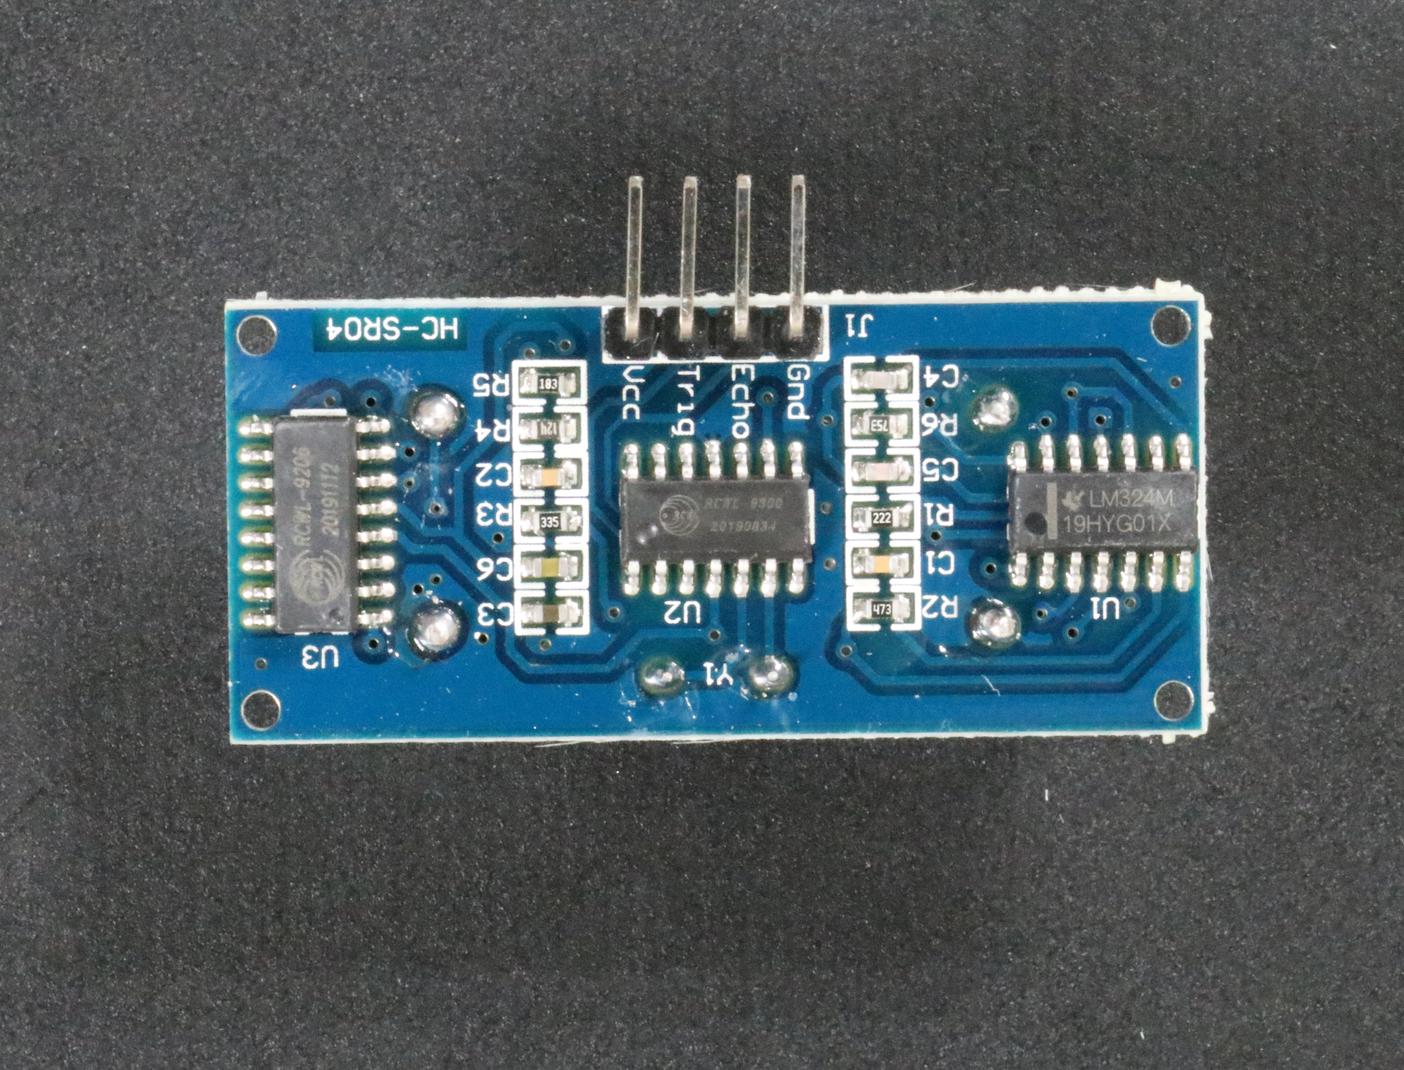 HC-SR04
J1
Vcc
Trig
Echo
Gnd
R5
183
R4
124
C2
R3
335
C6
C3
C4
R6
753
C5
R1
222
C1
R2
473
RCWL-9206
20191112
U3
RCWL 9300
U2
LM324M
19HYG01X
U1
Y1